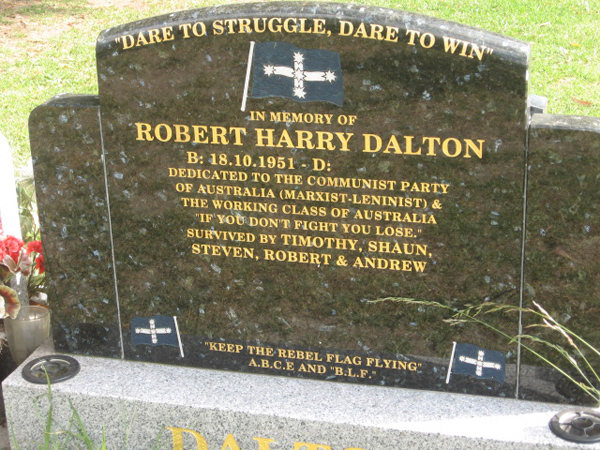 "DARE TO STRUGGLE, DARE TO WIN"
IN MEMORY OF
ROBERT HARRY DALTON
B: 18.10.1951 - D:
DEDICATED TO THE COMMUNIST PARTY
OF AUSTRALIA (MARXIST-LENINIST) &
THE WORKING CLASS OF AUSTRALIA
"IF YOU DON'T FIGHT YOU LOSE."
SURVIVED BY TIMOTHY, SHAUN,
STEVEN, ROBERT & ANDREW
"KEEP THE REBEL FLAG FLYING"
A.B.C.E AND "B.L.F."
DALTO